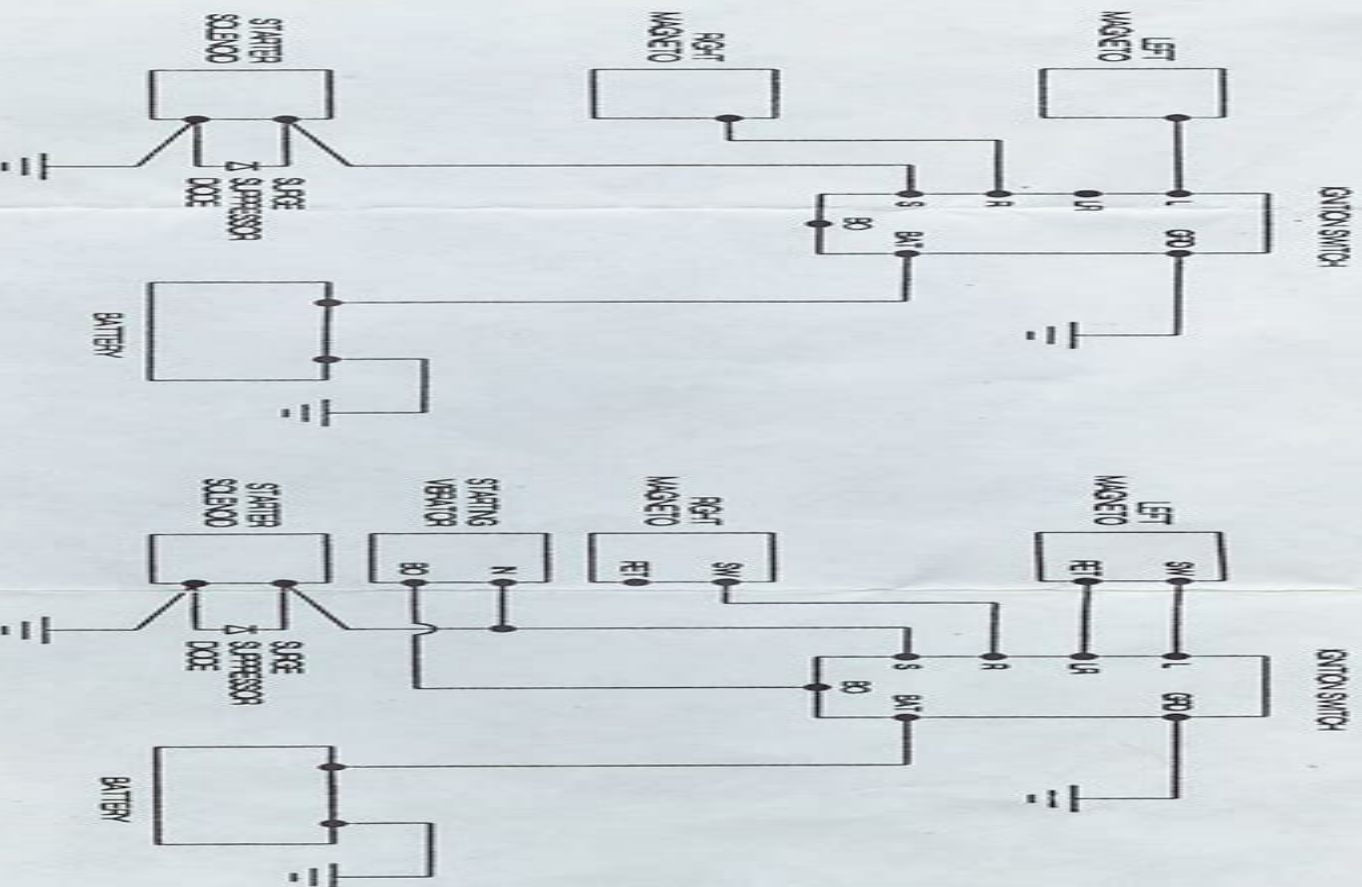 IGNITION SWITCH
LEFT
MAGNETO
L
GRD
LR
RIGHT
MAGNETO
R
S
BAT
BO
STARTER
SOLENOID
SURGE
SUPPRESSOR
DIODE
BATTERY
IGNITION SWITCH
LEFT
MAGNETO
SW
RET
L
GRD
LR
RIGHT
MAGNETO
SW
RET
R
S
BAT
BO
STARTING
VIBRATOR
IN
BO
STARTER
SOLENOID
SURGE
SUPPRESSOR
DIODE
BATTERY